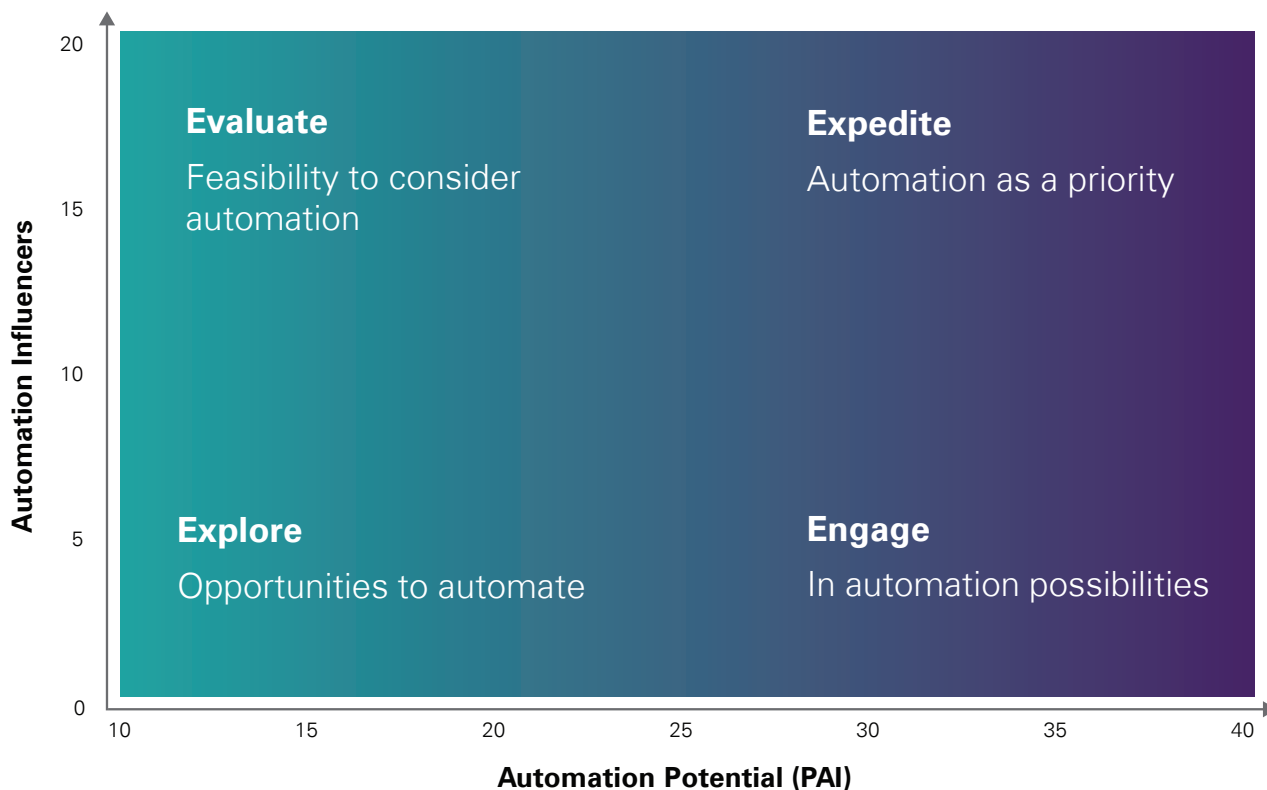 20
Evaluate
Feasibility to consider
automation
Expedite
Automation as a priority
15
Automation Influencers
10
5
Explore
Opportunities to automate
Engage
In automation possibilities
0
10 15 20 25 30 35 40
Automation Potential (PAI)